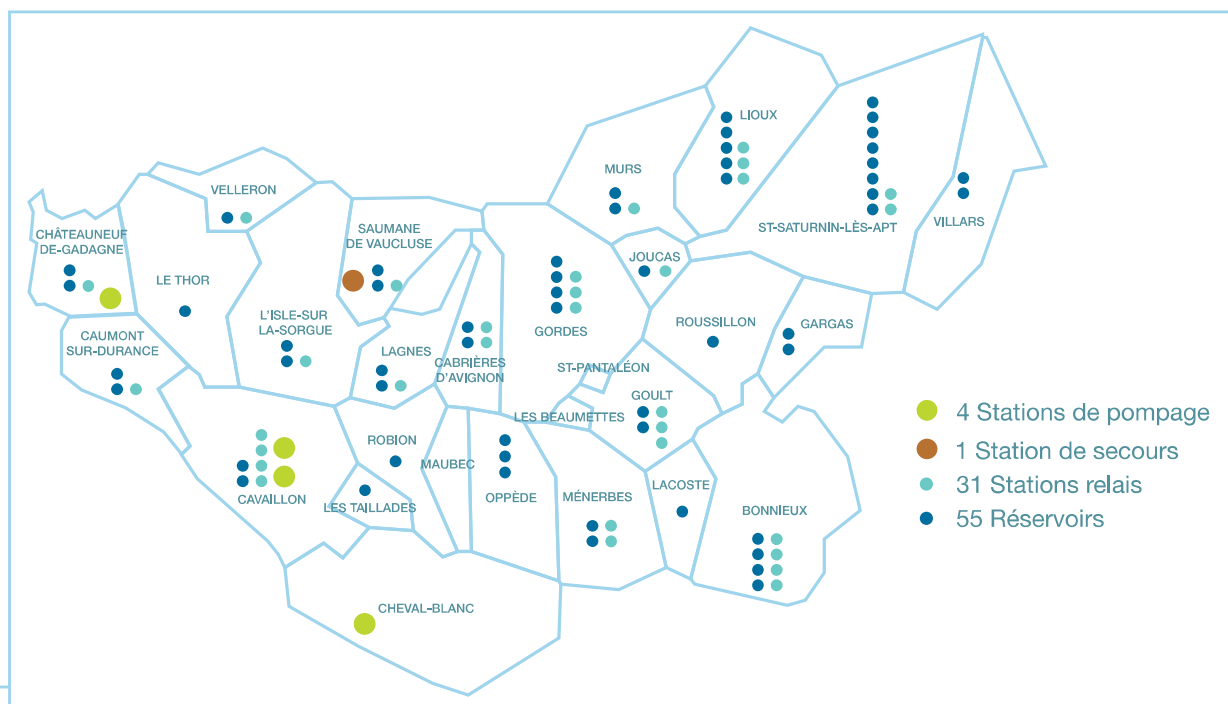 LIOUX
MURS
VELLERON
ST-SATURNIN-LÈS-APT
VILLARS
CHÂTEAUNEUF
DE-GADAGNE
SAUMANE
DE VAUCLUSE
JOUCAS
LE THOR
L'ISLE-SUR
LA-SORGUE
GORDES
ROUSSILLON
GARGAS
CAUMONT
SUR-DURANCE
LAGNES
CABRIÈRES
D'AVIGNON
ST-PANTALÉON
GOULT
LES BEAUMETTES
ROBION
MAUBEC
CAVAILLON
LES TAILLADES
OPPÈDE
MÉNERBES
LACOSTE
BONNIEUX
CHEVAL-BLANC
4 Stations de pompage
1 Station de secours
31 Stations relais
55 Réservoirs